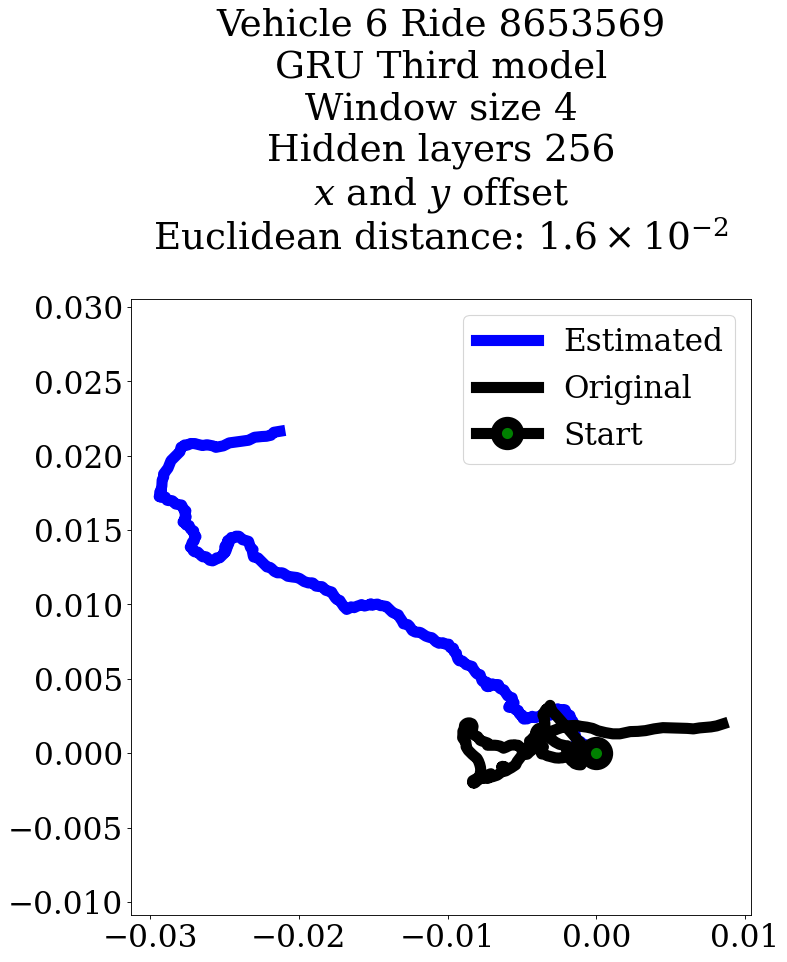 Vehicle 6 Ride 8653569
GRU Third model
Window size 4
Hidden layers 256
x and y offset
Euclidean distance: 1.6 × 10⁻²
Estimated
Original
Start
0.030
0.025
0.020
0.015
0.010
0.005
0.000
−0.005
−0.010
−0.03 −0.02 −0.01 0.00 0.01